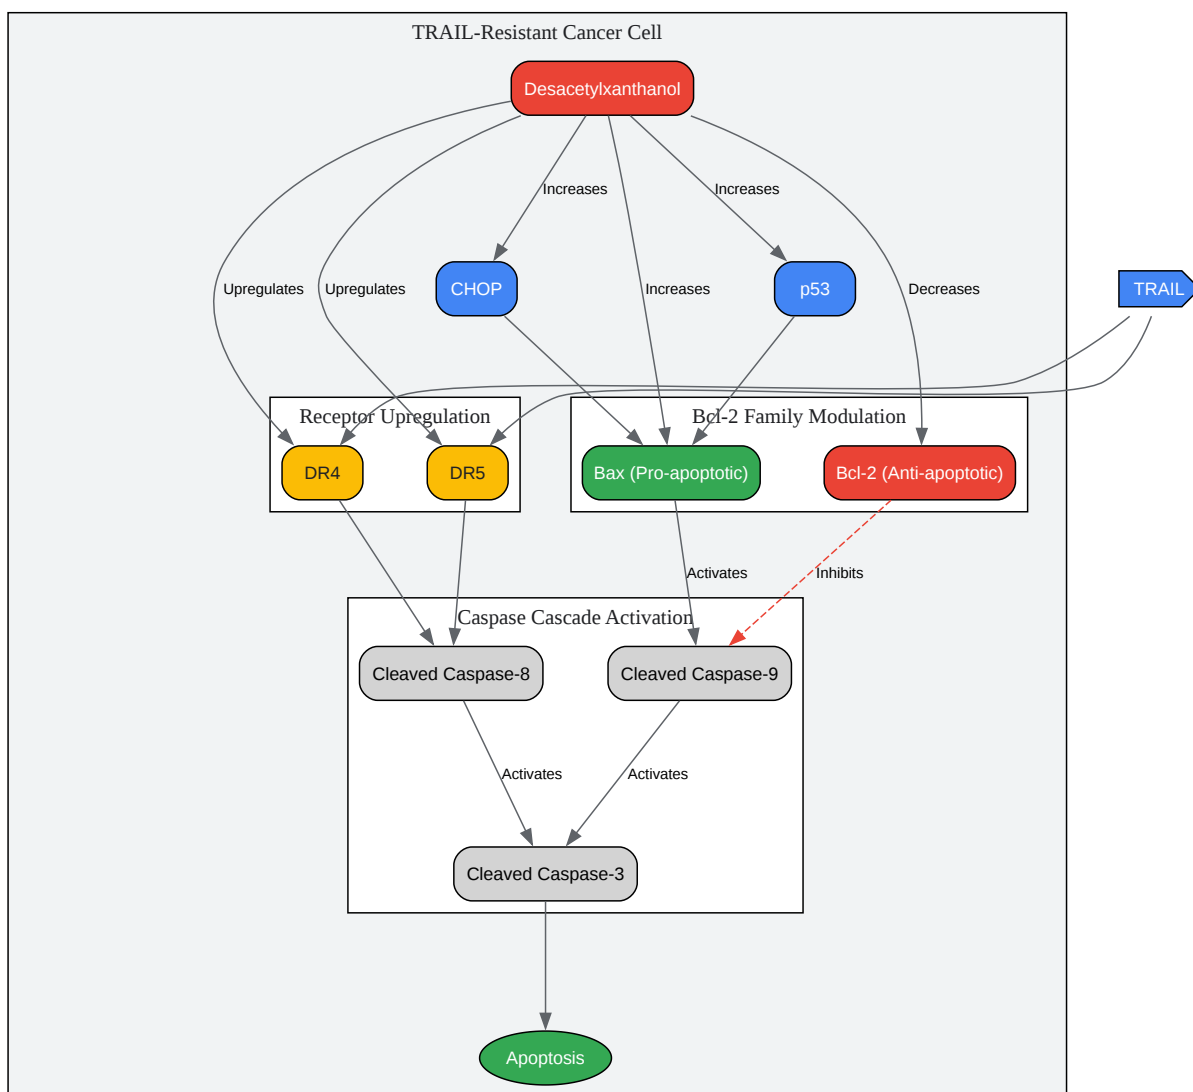 TRAIL-Resistant Cancer Cell
Desacetylxanthanol
Increases
Increases
Upregulates
Upregulates
CHOP
Increases
p53
Decreases
TRAIL
Receptor Upregulation
Bcl-2 Family Modulation
DR4
DR5
Bax (Pro-apoptotic)
Bcl-2 (Anti-apoptotic)
Activates
Inhibits
Caspase Cascade Activation
Cleaved Caspase-8
Cleaved Caspase-9
Activates
Activates
Cleaved Caspase-3
Apoptosis